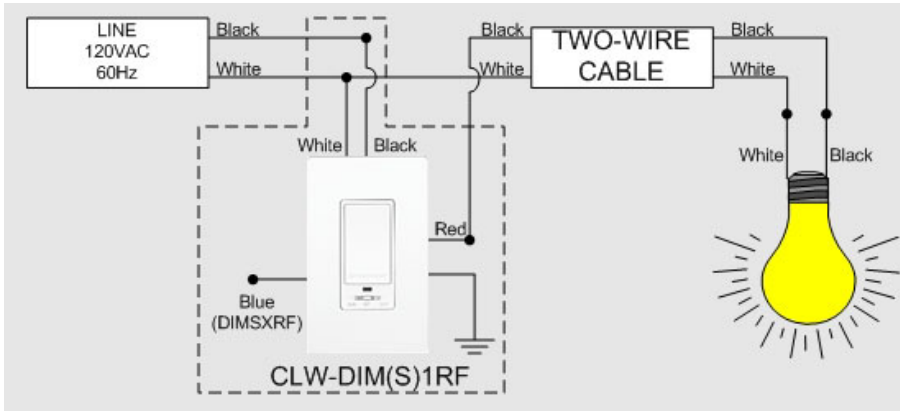 LINE
120VAC
60Hz
Black
White
Black
White
TWO-WIRE
CABLE
Black
White
White
Black
White
Black
Red
Blue
(DIMSXRF)
CLW-DIM(S)1RF